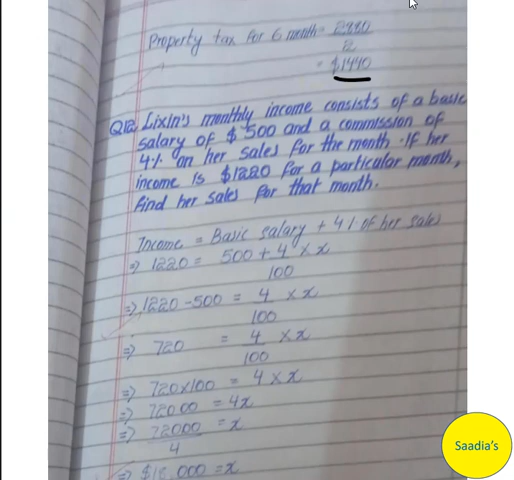 Property tax for 6 month = 2880
2
= $1440
Q12. Lixin's monthly income consists of a basic
salary of $500 and a commission of
4% on her sales for the month. If her
income is $1220 for a particular month,
find her sales for that month.
Income = Basic salary + 4% of her sales
=> 1220 = 500 + 4 × x
100
=> 1220 - 500 = 4 × x
100
=> 720 = 4 × x
100
=> 720×100 = 4 × x
=> 72000 = 4x
=> 72000 = x
4
=> $18,000 = x
Saadia's